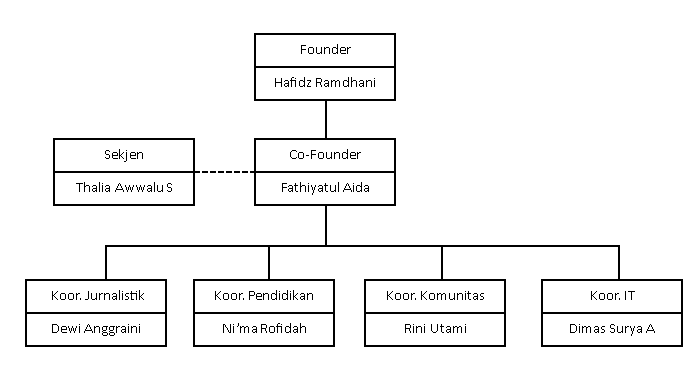 Founder
Hafidz Ramdhani
Sekjen
Thalia Awwalu S
Co-Founder
Fathiyatul Aida
Koor. Jurnalistik
Dewi Anggraini
Koor. Pendidikan
Ni'ma Rofidah
Koor. Komunitas
Rini Utami
Koor. IT
Dimas Surya A